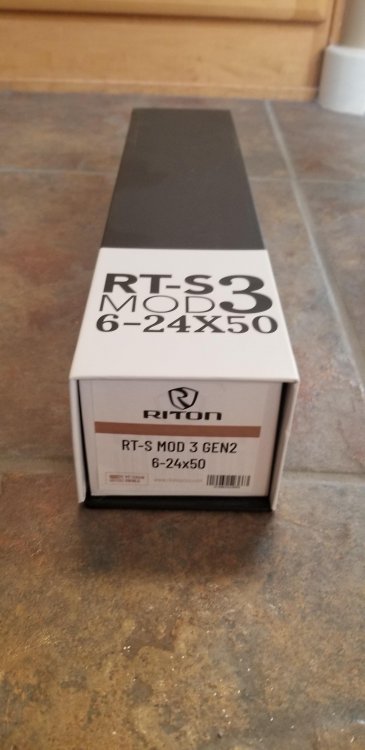 RT-S
MOD 3
6-24X50
RITON
RT-S MOD 3 GEN2
6-24x50